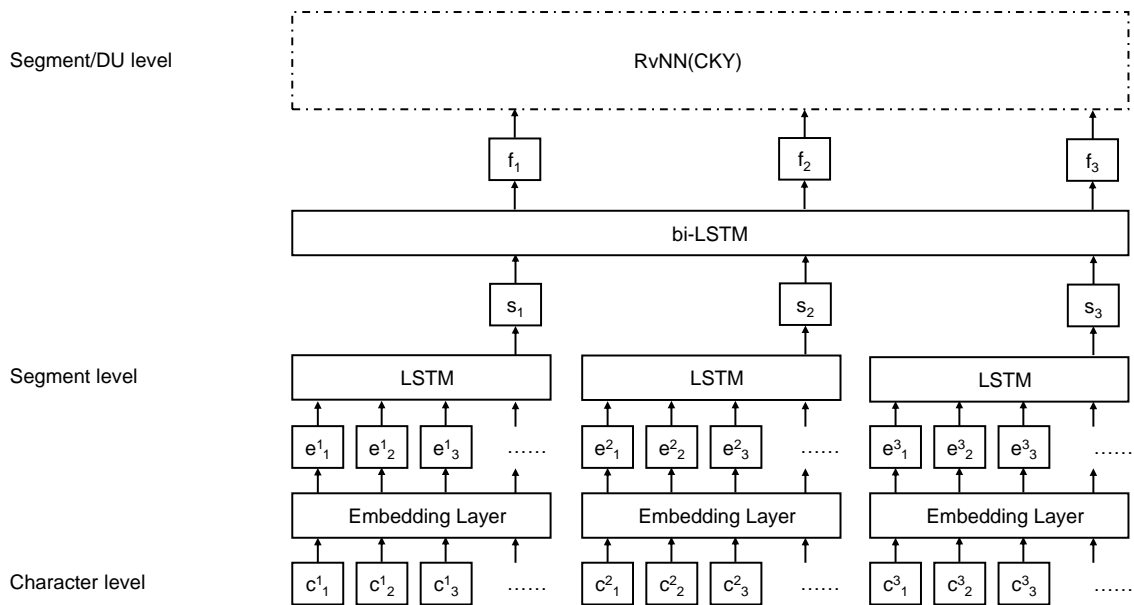 Segment/DU level RvNN(CKY)
f₁ f₂ f₃
bi-LSTM
s₁ s₂ s₃
Segment level LSTM LSTM LSTM
e¹₁ e¹₂ e¹₃ ...... e²₁ e²₂ e²₃ ...... e³₁ e³₂ e³₃ ......
Embedding Layer Embedding Layer Embedding Layer
Character level c¹₁ c¹₂ c¹₃ ...... c²₁ c²₂ c²₃ ...... c³₁ c³₂ c³₃ ......